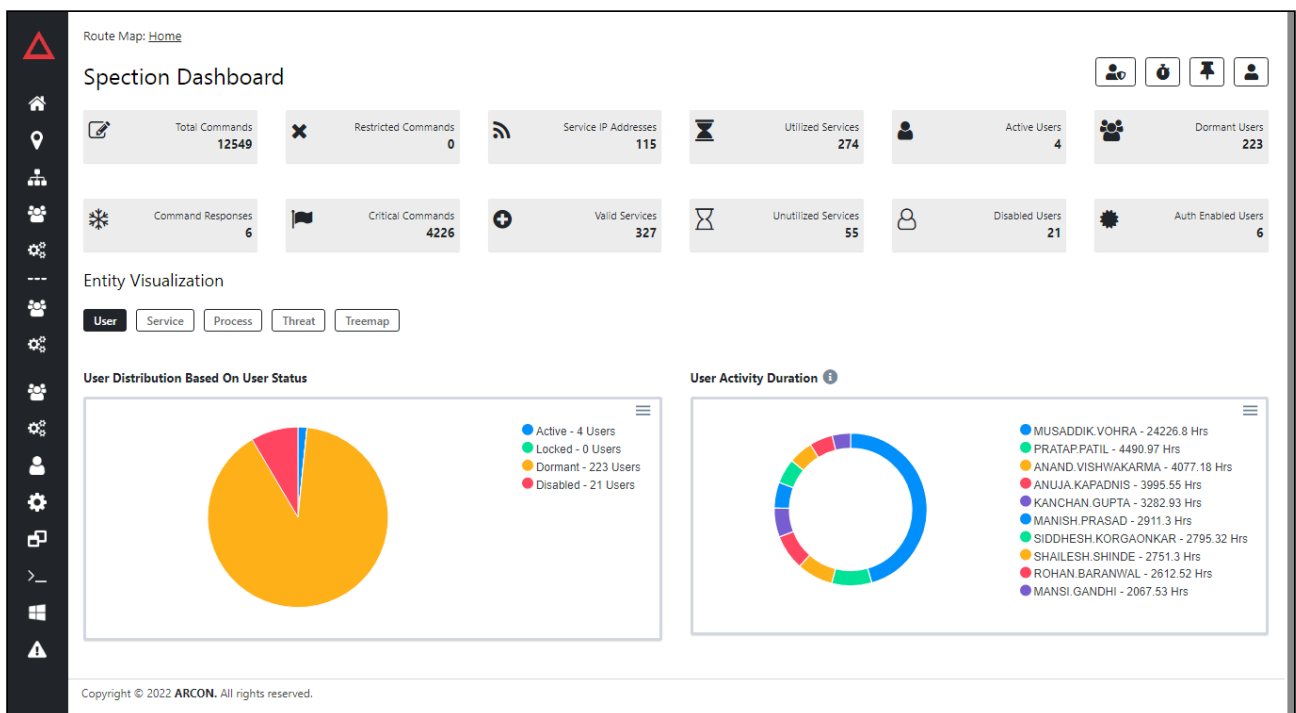 Route Map: Home
Spection Dashboard
Total Commands
12549
Restricted Commands
0
Service IP Addresses
115
Utilized Services
274
Active Users
4
Dormant Users
223
Command Responses
6
Critical Commands
4226
Valid Services
327
Unutilized Services
55
Disabled Users
21
Auth Enabled Users
6
Entity Visualization
User Service Process Threat Treemap
User Distribution Based On User Status
Active - 4 Users
Locked - 0 Users
Dormant - 223 Users
Disabled - 21 Users
User Activity Duration
MUSADDIK.VOHRA - 24226.8 Hrs
PRATAP.PATIL - 4490.97 Hrs
ANAND.VISHWAKARMA - 4077.18 Hrs
ANUJA.KAPADNIS - 3995.55 Hrs
KANCHAN.GUPTA - 3282.93 Hrs
MANISH.PRASAD - 2911.3 Hrs
SIDDHESH.KORGAONKAR - 2795.32 Hrs
SHAILESH.SHINDE - 2751.3 Hrs
ROHAN.BARANWAL - 2612.52 Hrs
MANSI.GANDHI - 2067.53 Hrs
Copyright © 2022 ARCON. All rights reserved.